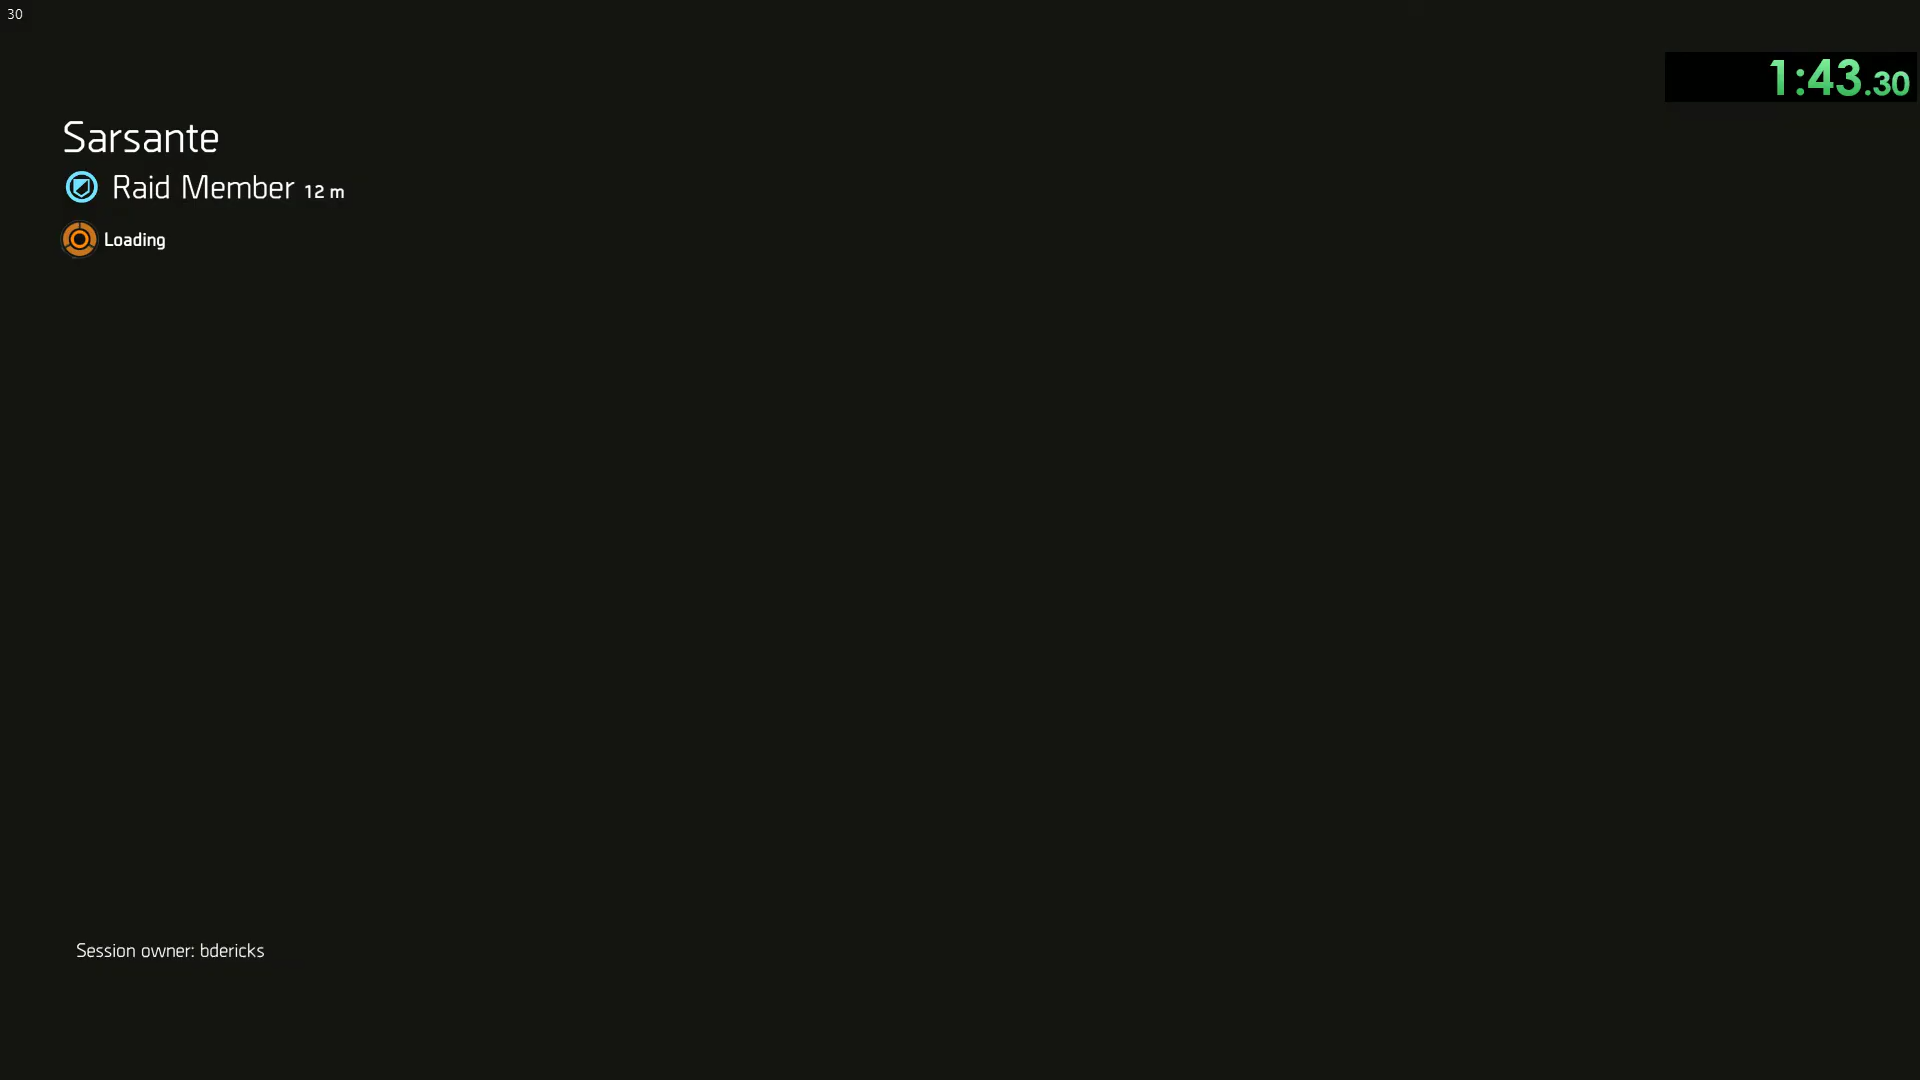 30
1:43.30
Sarsante
Raid Member 12 m
Loading
Session owner: bdericks